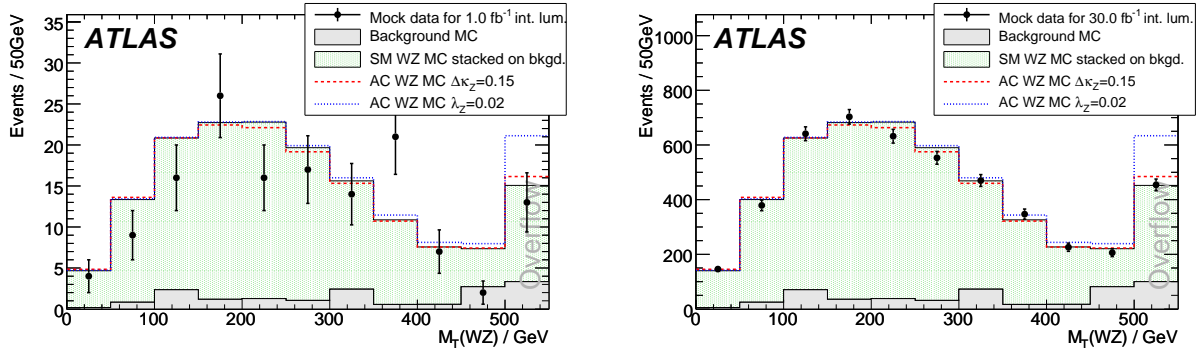 Events / 50GeV
35
30
25
20
15
10
5
0
ATLAS
Mock data for 1.0 fb⁻¹ int. lum.
Background MC
SM WZ MC stacked on bkgd.
AC WZ MC Δκ_Z=0.15
AC WZ MC λ_Z=0.02
Overflow
0 100 200 300 400 500
M_T(WZ) / GeV
Events / 50GeV
1000
800
600
400
200
0
ATLAS
Mock data for 30.0 fb⁻¹ int. lum.
Background MC
SM WZ MC stacked on bkgd.
AC WZ MC Δκ_Z=0.15
AC WZ MC λ_Z=0.02
Overflow
0 100 200 300 400 500
M_T(WZ) / GeV